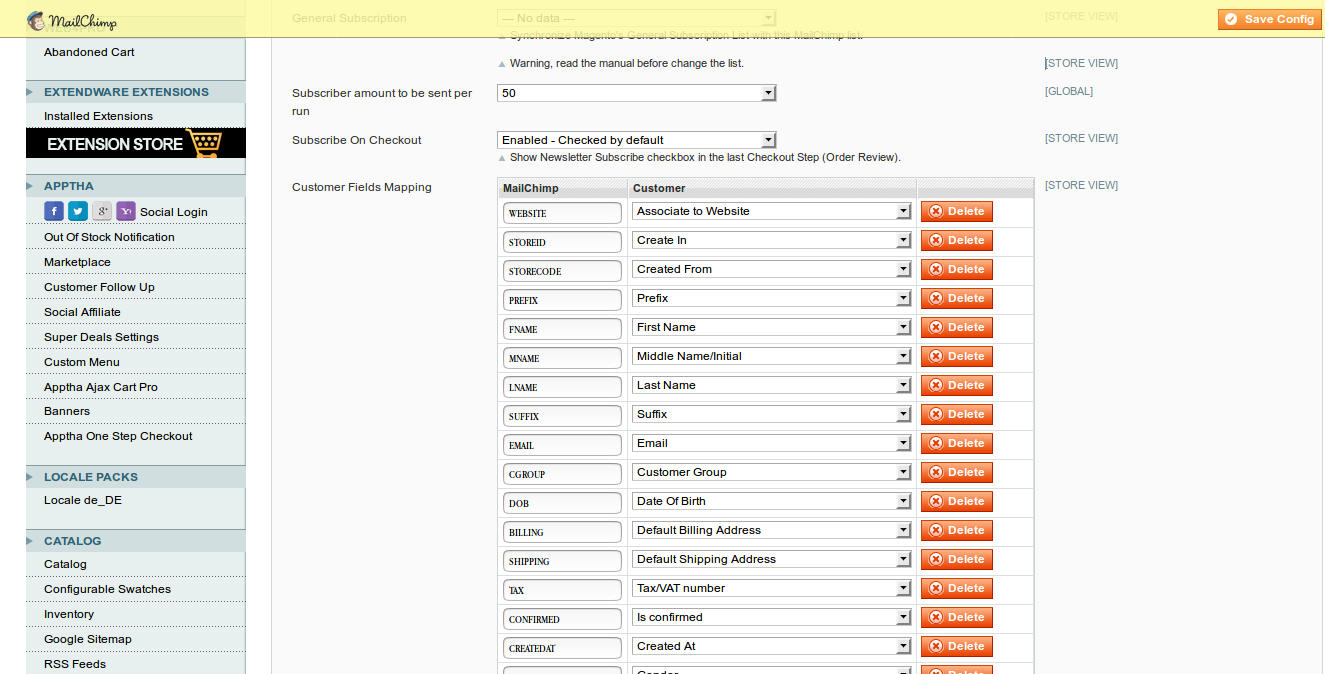 MailChimp
General Subscription
--- No data ---
[STORE VIEW]
Save Config
Synchronize Magento's General Subscription List with this MailChimp list.
Warning, read the manual before change the list.
[STORE VIEW]
Subscriber amount to be sent per
run
50
[GLOBAL]
Subscribe On Checkout
Enabled - Checked by default
[STORE VIEW]
Show Newsletter Subscribe checkbox in the last Checkout Step (Order Review).
Customer Fields Mapping
[STORE VIEW]
MailChimp Customer
WEBSITE Associate to Website Delete
STOREID Create In Delete
STORECODE Created From Delete
PREFIX Prefix Delete
FNAME First Name Delete
MNAME Middle Name/Initial Delete
LNAME Last Name Delete
SUFFIX Suffix Delete
EMAIL Email Delete
CGROUP Customer Group Delete
DOB Date Of Birth Delete
BILLING Default Billing Address Delete
SHIPPING Default Shipping Address Delete
TAX Tax/VAT number Delete
CONFIRMED Is confirmed Delete
CREATEDAT Created At Delete
Gender Delete
Abandoned Cart
EXTENDWARE EXTENSIONS
Installed Extensions
EXTENSION STORE
APPTHA
Social Login
Out Of Stock Notification
Marketplace
Customer Follow Up
Social Affiliate
Super Deals Settings
Custom Menu
Apptha Ajax Cart Pro
Banners
Apptha One Step Checkout
LOCALE PACKS
Locale de_DE
CATALOG
Catalog
Configurable Swatches
Inventory
Google Sitemap
RSS Feeds